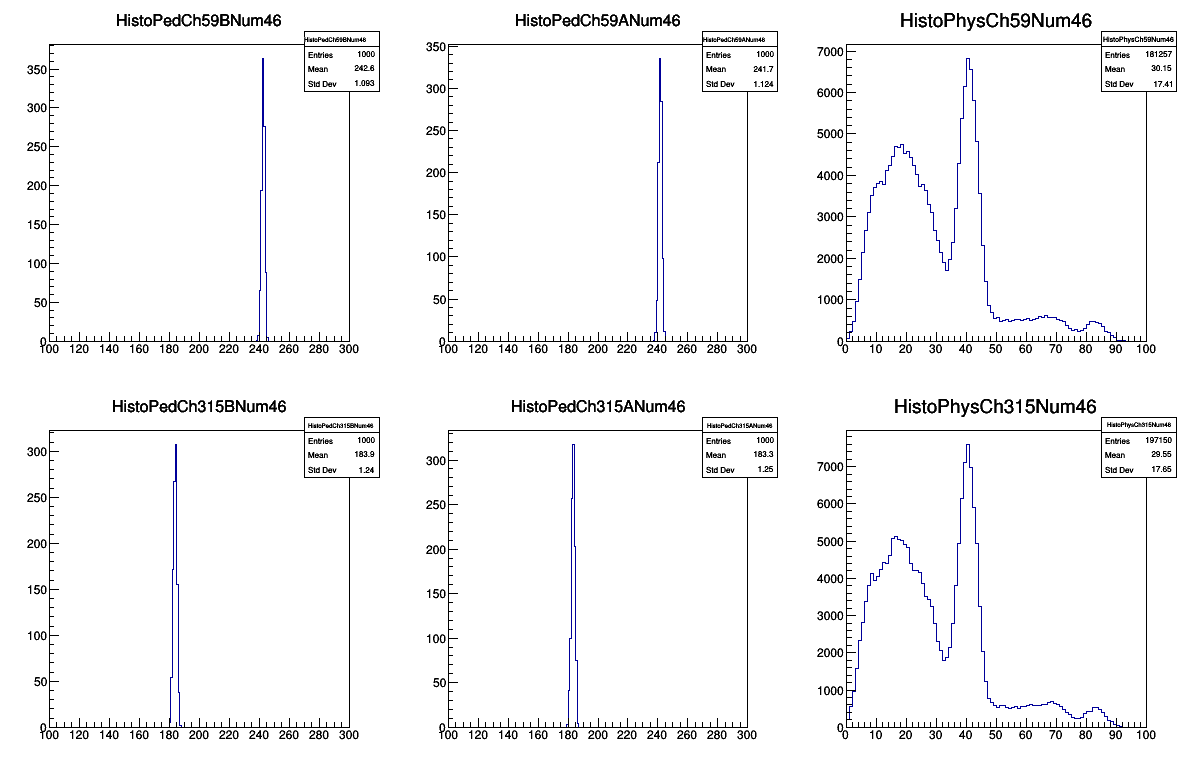 HistoPedCh59BNum46
HistoPedCh59BNum46
Entries 1000
Mean 242.6
Std Dev 1.093
350
300
250
200
150
100
50
0
100 120 140 160 180 200 220 240 260 280 300
HistoPedCh59ANum46
HistoPedCh59ANum46
Entries 1000
Mean 241.7
Std Dev 1.124
350
300
250
200
150
100
50
0
100 120 140 160 180 200 220 240 260 280 300
HistoPhysCh59Num46
HistoPhysCh59Num46
Entries 181257
Mean 30.15
Std Dev 17.41
7000
6000
5000
4000
3000
2000
1000
0
0 10 20 30 40 50 60 70 80 90 100
HistoPedCh315BNum46
HistoPedCh315BNum46
Entries 1000
Mean 183.9
Std Dev 1.24
300
250
200
150
100
50
0
100 120 140 160 180 200 220 240 260 280 300
HistoPedCh315ANum46
HistoPedCh315ANum46
Entries 1000
Mean 183.3
Std Dev 1.25
300
250
200
150
100
50
0
100 120 140 160 180 200 220 240 260 280 300
HistoPhysCh315Num46
HistoPhysCh315Num46
Entries 197150
Mean 29.55
Std Dev 17.65
7000
6000
5000
4000
3000
2000
1000
0
0 10 20 30 40 50 60 70 80 90 100